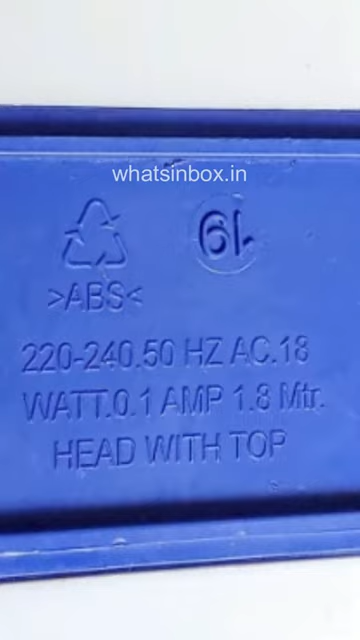 whatsinbox.in
19
>ABS<
220-240.50 HZ AC.18
WATT.0.1 AMP 1.8 Mtr.
HEAD WITH TOP